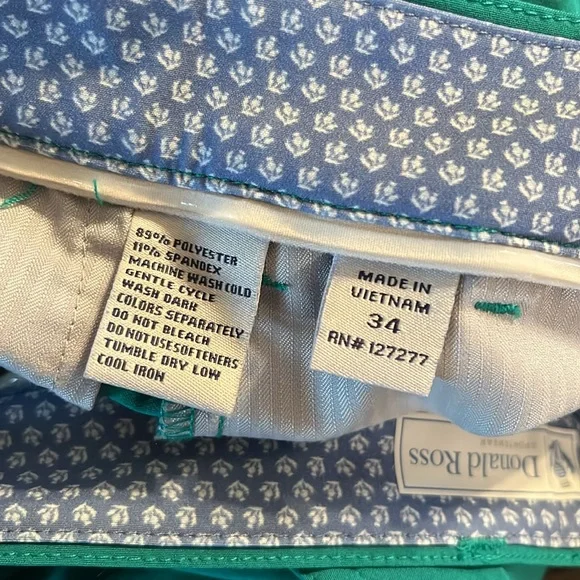 89% POLYESTER
11% SPANDEX
MACHINE WASH COLD
GENTLE CYCLE
WASH DARK
COLORS SEPARATELY
DO NOT BLEACH
DO NOT USE SOFTENERS
TUMBLE DRY LOW
COOL IRON
MADE IN
VIETNAM
34
RN# 127277
Donald Ross
SPORTSWEAR